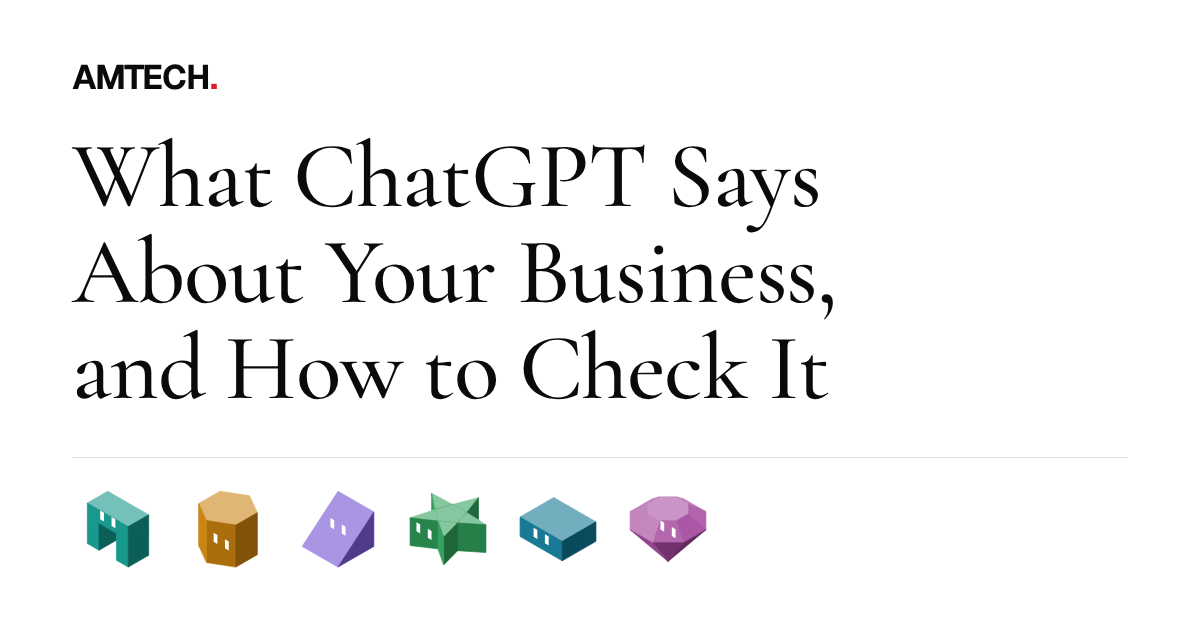 AMTECH.
What ChatGPT Says
About Your Business,
and How to Check It